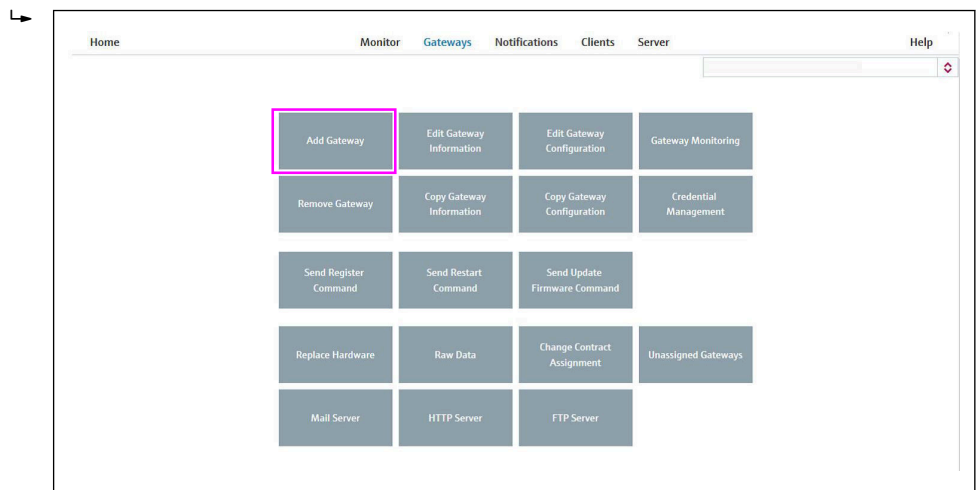 Home Monitor Gateways Notifications Clients Server Help
Add Gateway
Edit Gateway
Information
Edit Gateway
Configuration
Gateway Monitoring
Remove Gateway
Copy Gateway
Information
Copy Gateway
Configuration
Credential
Management
Send Register
Command
Send Restart
Command
Send Update
Firmware Command
Replace Hardware
Raw Data
Change Contract
Assignment
Unassigned Gateways
Mail Server
HTTP Server
FTP Server